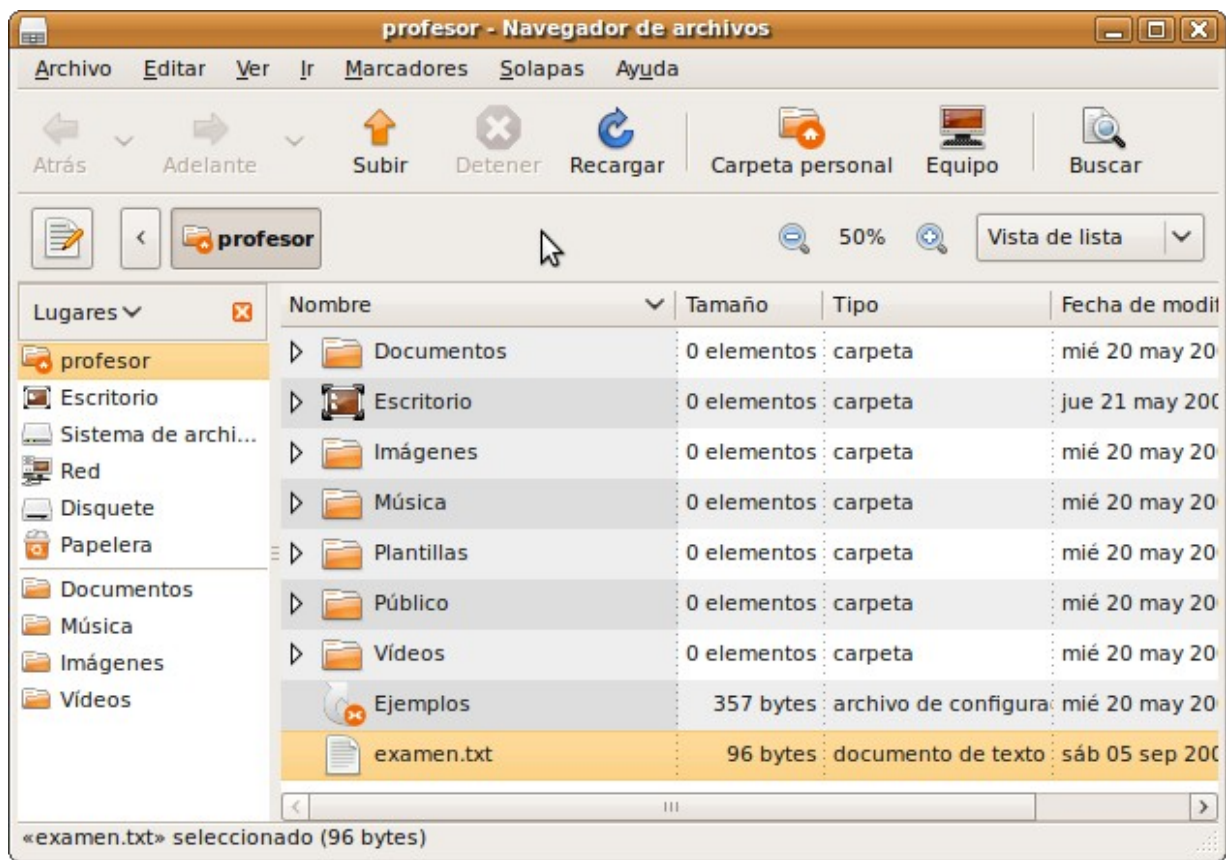 profesor - Navegador de archivos
Archivo Editar Ver Ir Marcadores Solapas Ayuda
Atrás Adelante Subir Detener Recargar Carpeta personal Equipo Buscar
profesor 50% Vista de lista
Lugares Nombre Tamaño Tipo Fecha de modif
profesor Documentos 0 elementos carpeta mié 20 may 20
Escritorio Escritorio 0 elementos carpeta jue 21 may 200
Sistema de archi... Imágenes 0 elementos carpeta mié 20 may 20
Red Música 0 elementos carpeta mié 20 may 20
Disquete Plantillas 0 elementos carpeta mié 20 may 20
Papelera Público 0 elementos carpeta mié 20 may 20
Documentos Vídeos 0 elementos carpeta mié 20 may 20
Música Ejemplos 357 bytes archivo de configura mié 20 may 20
Imágenes examen.txt 96 bytes documento de texto sáb 05 sep 200
Vídeos
«examen.txt» seleccionado (96 bytes)